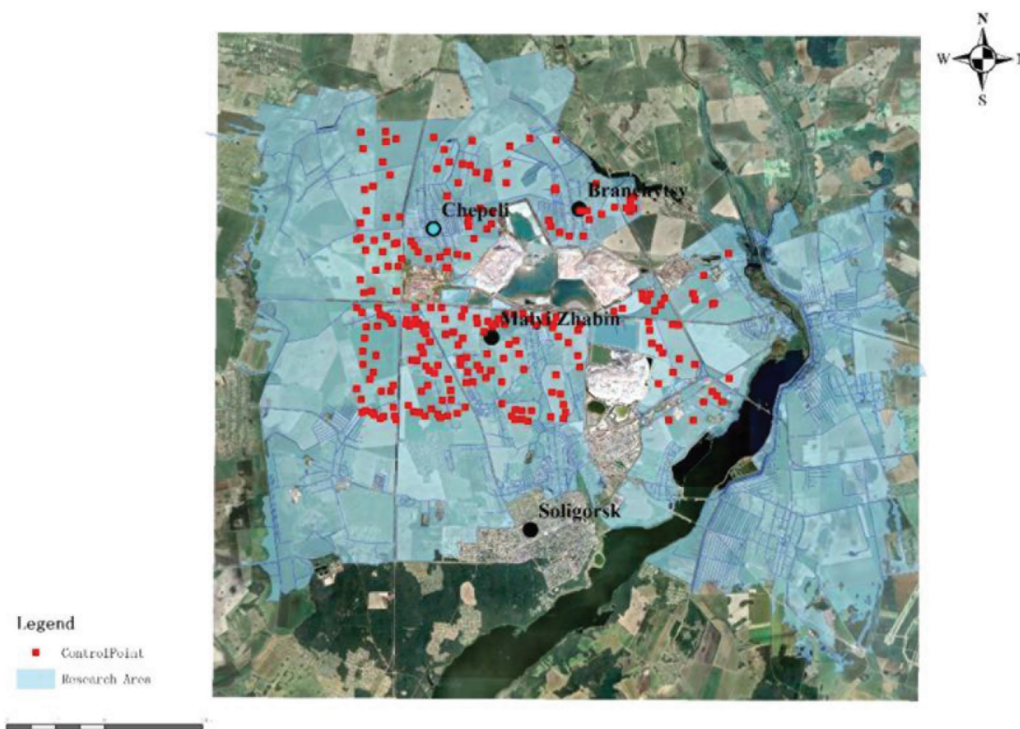 N
W
S
Branchytsy
Chepeli
Malyi Zhabin
Soligorsk
Legend
ControlPoint
Research Area